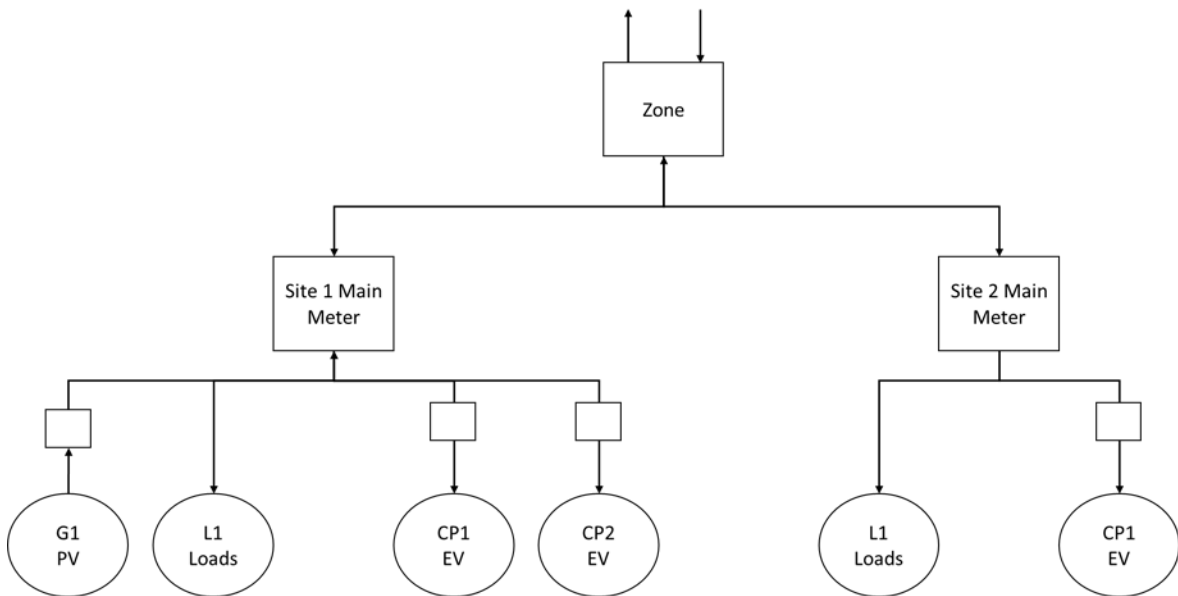 Zone
Site 1 Main
Meter
Site 2 Main
Meter
G1
PV
L1
Loads
CP1
EV
CP2
EV
L1
Loads
CP1
EV